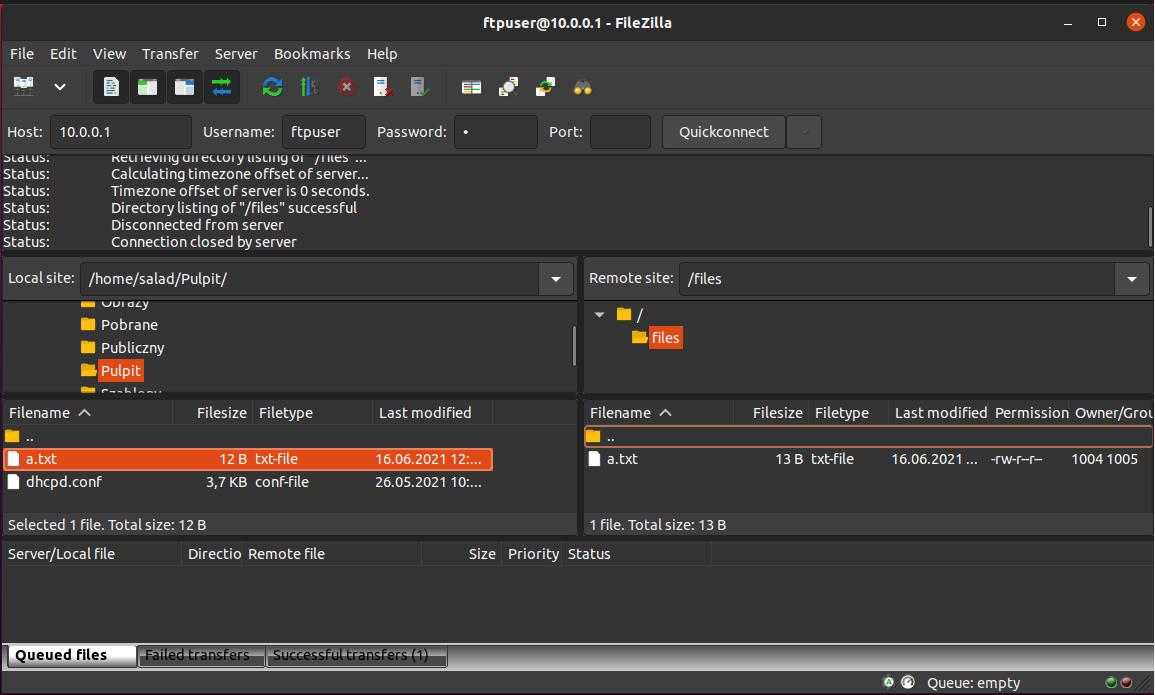 ftpuser@10.0.0.1 - FileZilla
File Edit View Transfer Server Bookmarks Help
Host: 10.0.0.1 Username: ftpuser Password: • Port: Quickconnect
Status: Retrieving directory listing of "/files"...
Status: Calculating timezone offset of server...
Status: Timezone offset of server is 0 seconds.
Status: Directory listing of "/files" successful
Status: Disconnected from server
Status: Connection closed by server
Local site: /home/salad/Pulpit/
Obrazy
Pobrane
Publiczny
Pulpit
Szablony
Filename Filesize Filetype Last modified
..
a.txt 12 B txt-file 16.06.2021 12:...
dhcpd.conf 3,7 KB conf-file 26.05.2021 10:...
Selected 1 file. Total size: 12 B
Remote site: /files
/
files
Filename Filesize Filetype Last modified Permission Owner/Grou
..
a.txt 13 B txt-file 16.06.2021 ... -rw-r--r-- 1004 1005
1 file. Total size: 13 B
Server/Local file Directio Remote file Size Priority Status
Queued files Failed transfers Successful transfers (1)
Queue: empty